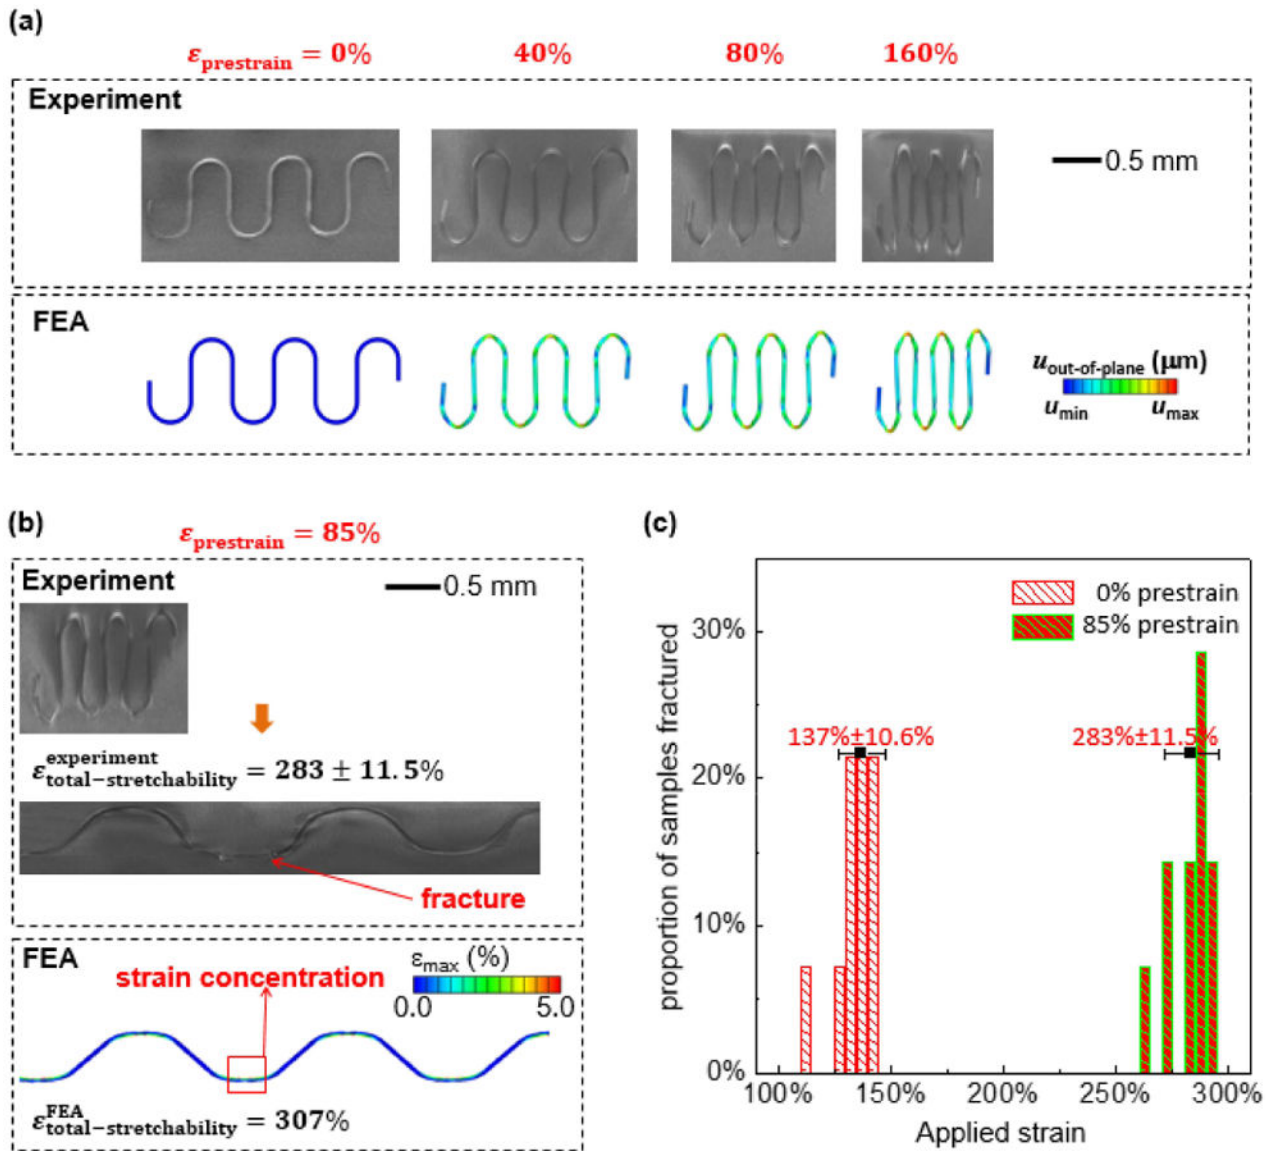 (a)
ε_prestrain = 0% 40% 80% 160%
Experiment
0.5 mm
FEA
u_out-of-plane (μm)
u_min u_max
(b)
ε_prestrain = 85%
Experiment
0.5 mm
ε^experiment_total−stretchability = 283 ± 11.5%
fracture
FEA
ε_max (%)
strain concentration
0.0 5.0
ε^FEA_total−stretchability = 307%
(c)
0% prestrain
85% prestrain
137%±10.6%
283%±11.5%
proportion of samples fractured
30%
20%
10%
0%
100% 150% 200% 250% 300%
Applied strain